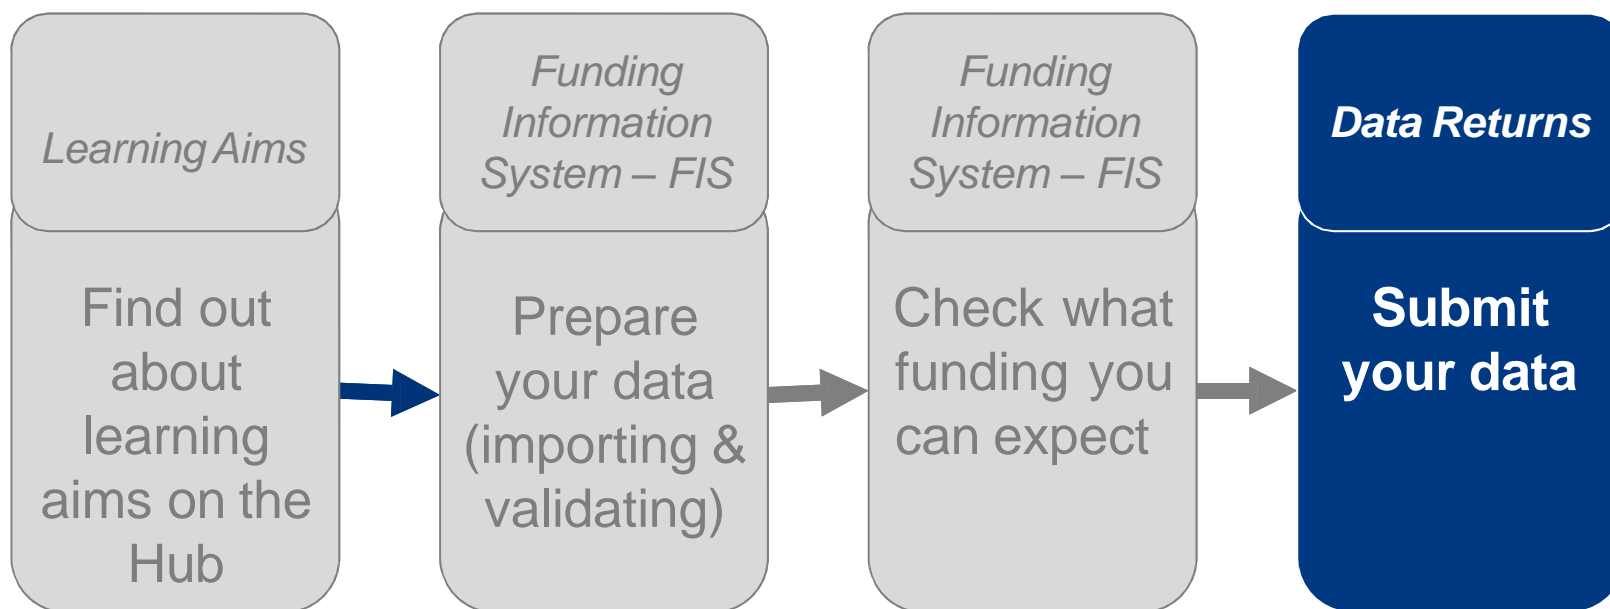 Learning Aims
Find out
about
learning
aims on the
Hub
Funding
Information
System – FIS
Prepare
your data
(importing &
validating)
Funding
Information
System – FIS
Check what
funding you
can expect
Data Returns
Submit
your data